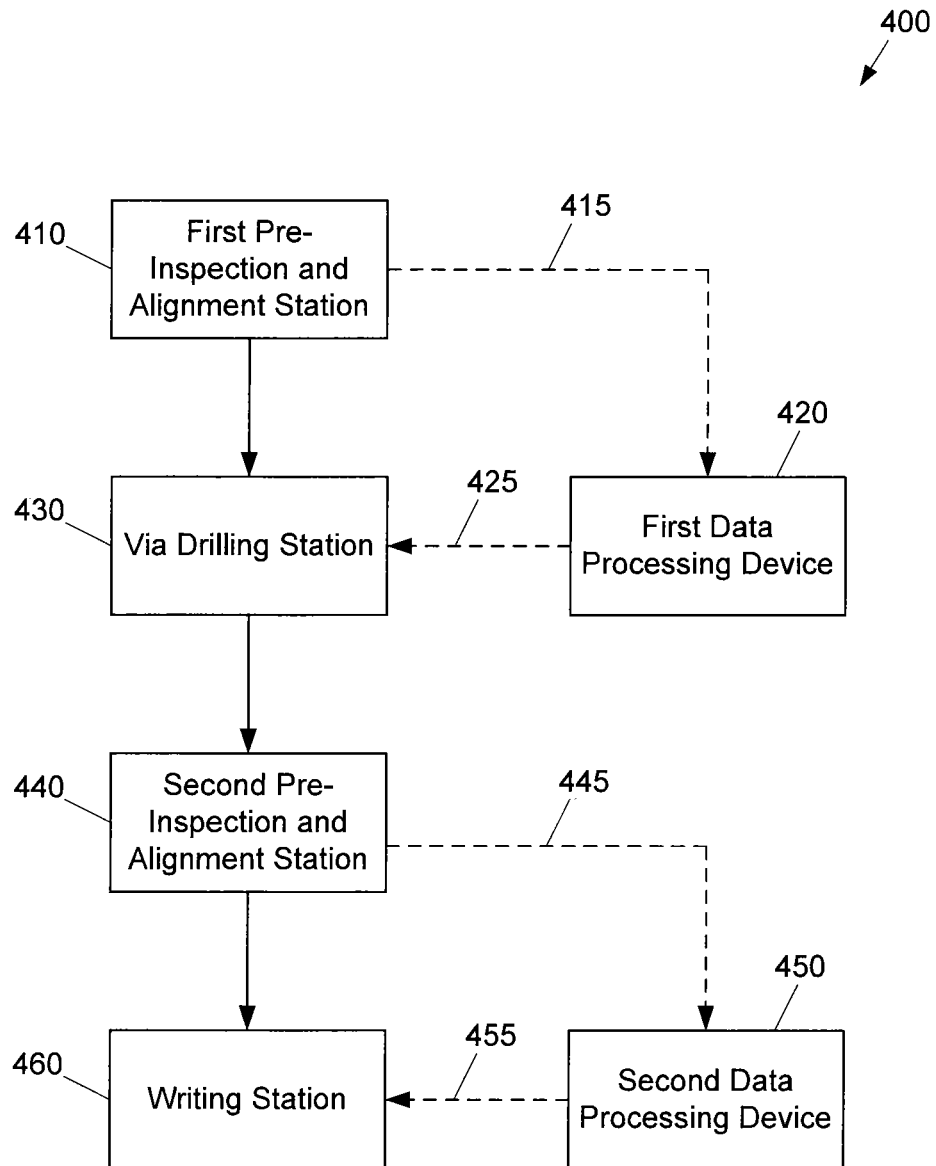 400
410
First Pre-
Inspection and
Alignment Station
415
420
430
Via Drilling Station
425
First Data
Processing Device
440
Second Pre-
Inspection and
Alignment Station
445
450
460
Writing Station
455
Second Data
Processing Device